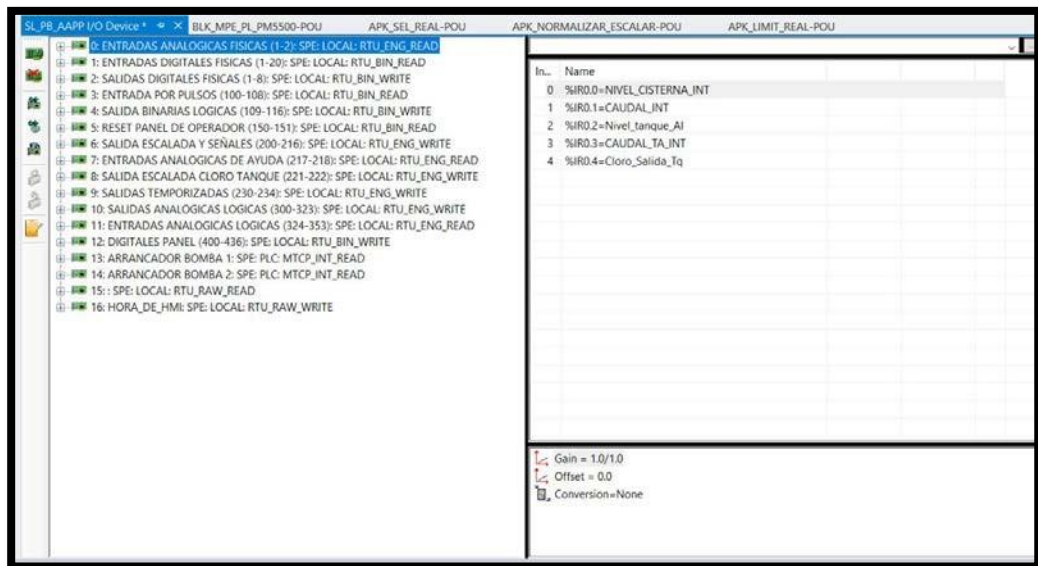 SL_PB_AAPP I/O Device * BLK_MPE_PL_PM5500-POU APK_SEL_REAL-POU APK_NORMALIZAR_ESCALAR-POU APK_LIMIT_REAL-POU
0: ENTRADAS ANALOGICAS FISICAS (1-2): SPE: LOCAL: RTU_ENG_READ
1: ENTRADAS DIGITALES FISICAS (1-20): SPE: LOCAL: RTU_BIN_READ
2: SALIDAS DIGITALES FISICAS (1-8): SPE: LOCAL: RTU_BIN_WRITE
3: ENTRADA POR PULSOS (100-108): SPE: LOCAL: RTU_BIN_READ
4: SALIDA BINARIAS LOGICAS (109-116): SPE: LOCAL: RTU_BIN_WRITE
5: RESET PANEL DE OPERADOR (150-151): SPE: LOCAL: RTU_BIN_READ
6: SALIDA ESCALADA Y SEÑALES (200-216): SPE: LOCAL: RTU_ENG_WRITE
7: ENTRADAS ANALOGICAS DE AYUDA (217-218): SPE: LOCAL: RTU_ENG_READ
8: SALIDA ESCALADA CLORO TANQUE (221-222): SPE: LOCAL: RTU_ENG_WRITE
9: SALIDAS TEMPORIZADAS (230-234): SPE: LOCAL: RTU_ENG_WRITE
10: SALIDAS ANALOGICAS LOGICAS (300-323): SPE: LOCAL: RTU_ENG_WRITE
11: ENTRADAS ANALOGICAS LOGICAS (324-353): SPE: LOCAL: RTU_ENG_READ
12: DIGITALES PANEL (400-436): SPE: LOCAL: RTU_BIN_WRITE
13: ARRANCADOR BOMBA 1: SPE: PLC: MTCP_INT_READ
14: ARRANCADOR BOMBA 2: SPE: PLC: MTCP_INT_READ
15: : SPE: LOCAL: RTU_RAW_READ
16: HORA_DE_HMI: SPE: LOCAL: RTU_RAW_WRITE
In... Name
0 %IR0.0=NIVEL_CISTERNA_INT
1 %IR0.1=CAUDAL_INT
2 %IR0.2=Nivel_tanque_AI
3 %IR0.3=CAUDAL_TA_INT
4 %IR0.4=Cloro_Salida_Tq
Gain = 1.0/1.0
Offset = 0.0
Conversion=None